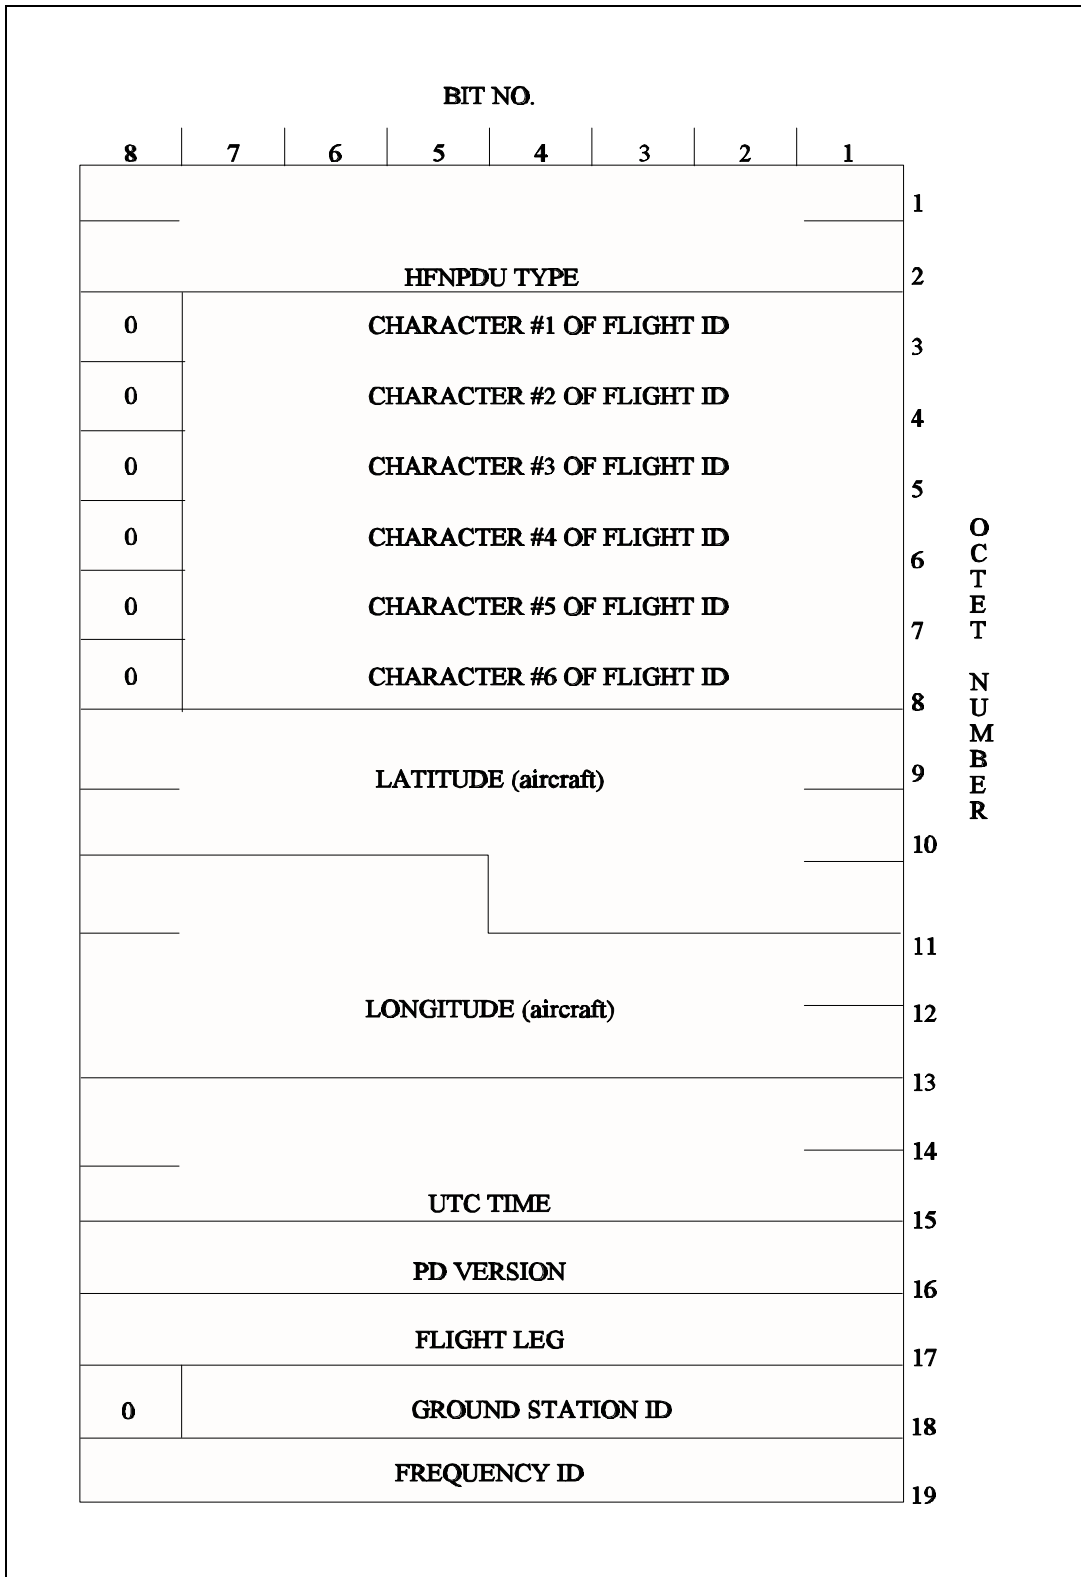 BIT NO.
8 7 6 5 4 3 2 1
1
HFNPDU TYPE 2
0 CHARACTER #1 OF FLIGHT ID 3
0 CHARACTER #2 OF FLIGHT ID 4
0 CHARACTER #3 OF FLIGHT ID 5
0 CHARACTER #4 OF FLIGHT ID 6
0 CHARACTER #5 OF FLIGHT ID 7
0 CHARACTER #6 OF FLIGHT ID 8
LATITUDE (aircraft) 9
10
11
LONGITUDE (aircraft) 12
13
14
UTC TIME 15
PD VERSION 16
FLIGHT LEG 17
0 GROUND STATION ID 18
FREQUENCY ID 19
OCTET NUMBER